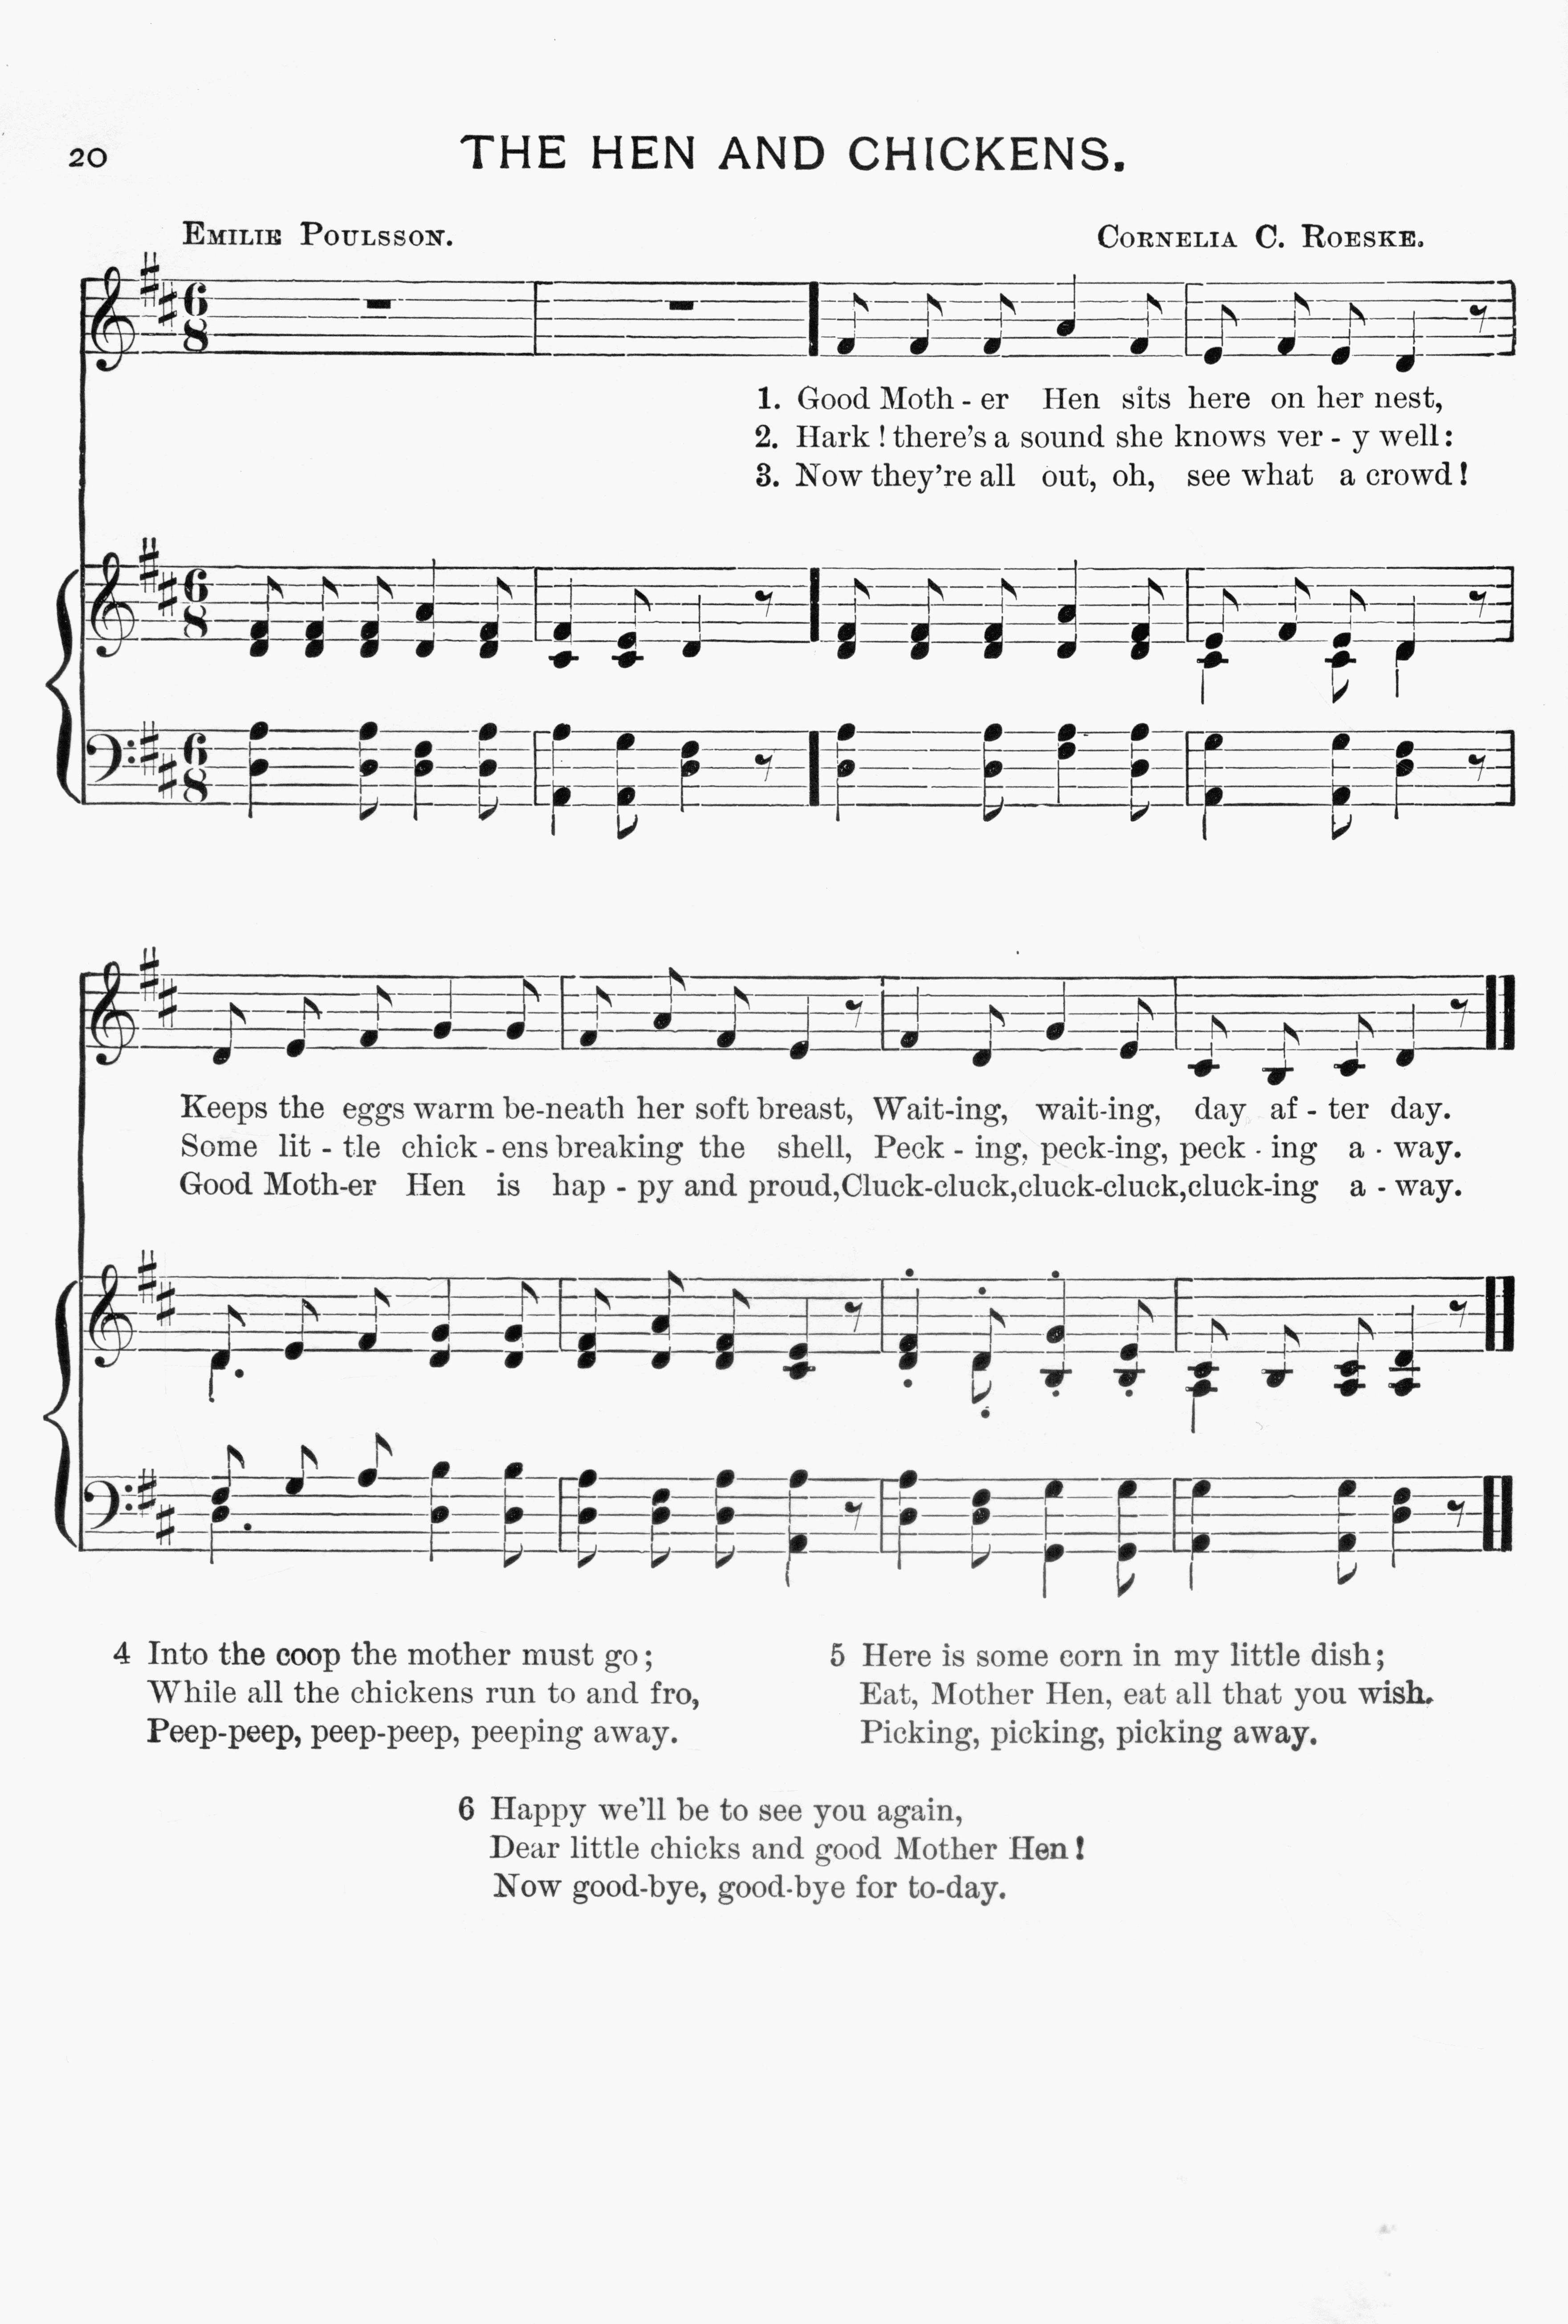 20
THE HEN AND CHICKENS.
EMILIE POULSSON. CORNELIA C. ROESKE.
1. Good Moth - er Hen sits here on her nest,
2. Hark ! there's a sound she knows ver - y well:
3. Now they're all out, oh, see what a crowd!
Keeps the eggs warm be-neath her soft breast, Wait-ing, wait-ing, day af - ter day.
Some lit - tle chick - ens breaking the shell, Peck - ing, peck-ing, peck - ing a - way.
Good Moth-er Hen is hap - py and proud, Cluck-cluck, cluck-cluck, cluck-ing a - way.
4 Into the coop the mother must go;
While all the chickens run to and fro,
Peep-peep, peep-peep, peeping away.
5 Here is some corn in my little dish;
Eat, Mother Hen, eat all that you wish.
Picking, picking, picking away.
6 Happy we'll be to see you again,
Dear little chicks and good Mother Hen!
Now good-bye, good-bye for to-day.